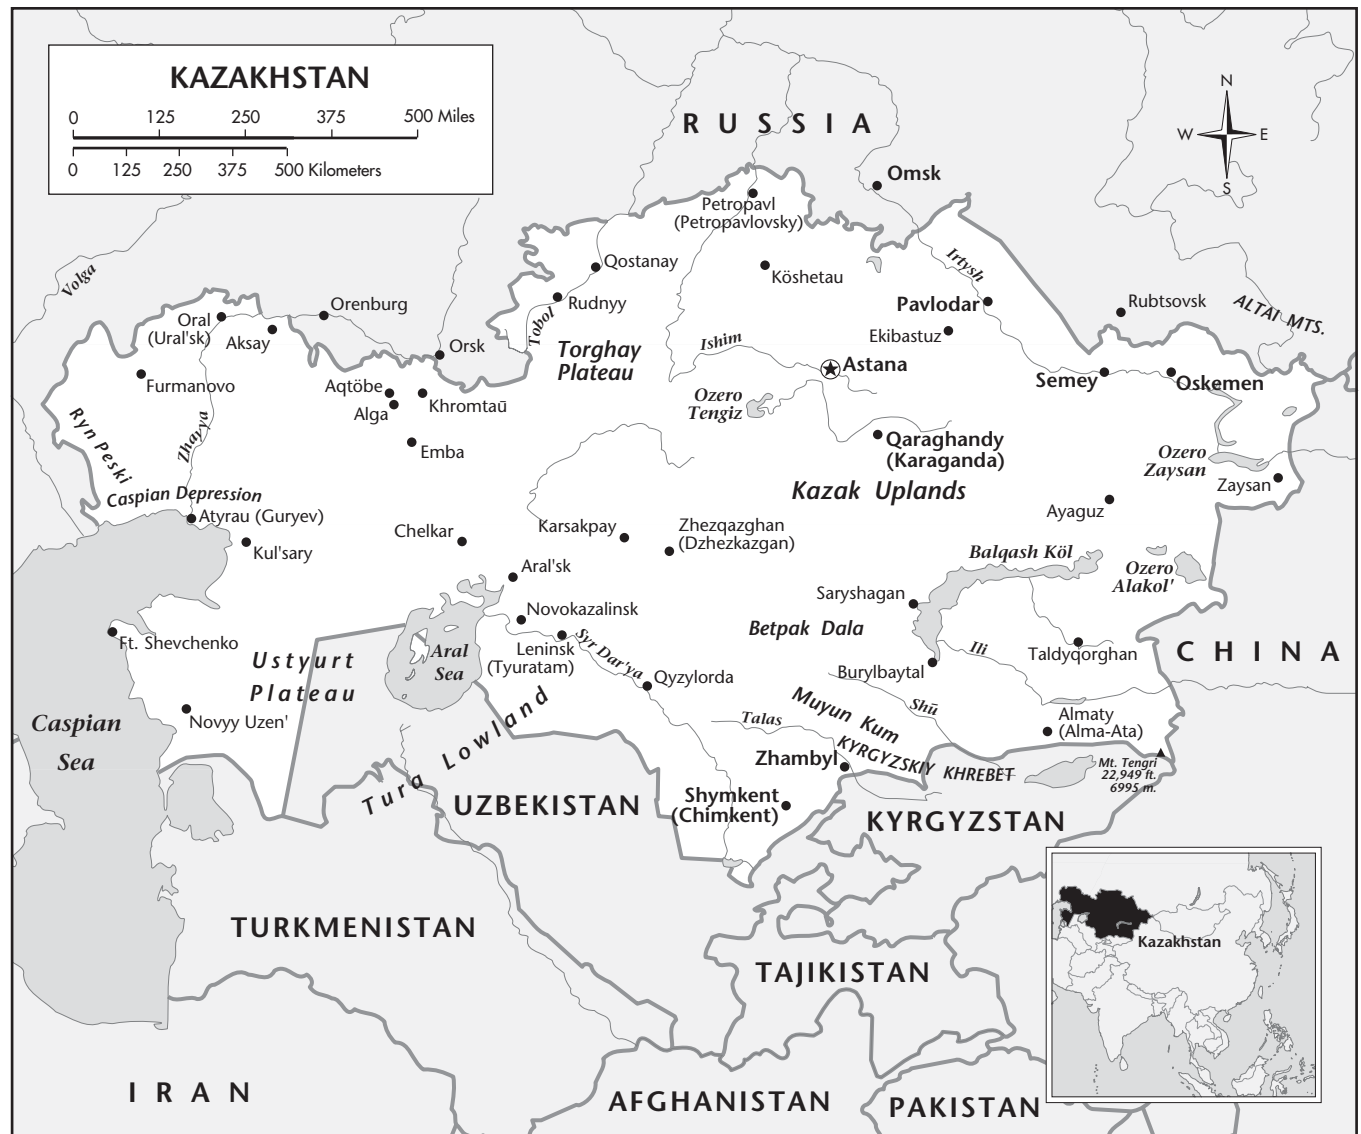 KAZAKHSTAN
0 125 250 375 500 Miles
0 125 250 375 500 Kilometers
RUSSIA
N
W E
S
Omsk
Petropavl
(Petropavlovsky)
Volga
Qostanay
Köshetau
Irtysh
Rudnyy
Pavlodar
Rubtsovsk
ALTAI MTS.
Orenburg
Oral
(Ural'sk)
Aksay
Tobol
Ekibastuz
Orsk
Torghay
Plateau
Ishim
Astana
Semey
Oskemen
Furmanovo
Aqtöbe
Alga
Khromtaū
Ozero
Tengiz
Ryn Peski
Zhayya
Emba
Qaraghandy
(Karaganda)
Ozero
Zaysan
Zaysan
Caspian Depression
Kazak Uplands
Ayaguz
Atyrau (Guryev)
Kul'sary
Chelkar
Karsakpay
Zhezqazghan
(Dzhezkazgan)
Balqash Köl
Ozero
Alakol'
Aral'sk
Saryshagan
Novokazalinsk
Betpak Dala
Ft. Shevchenko
Leninsk
(Tyuratam)
Syr Dar'ya
Ili
Taldyqorghan
CHINA
Ustyurt
Plateau
Aral
Sea
Qyzylorda
Burylbaytal
Novyy Uzen'
Muyun Kum
Shū
Talas
Almaty
(Alma-Ata)
Caspian
Sea
Tura Lowland
Zhambyl
KYRGYZSKIY KHREBET
Mt. Tengri
22,949 ft.
6995 m.
UZBEKISTAN
Shymkent
(Chimkent)
KYRGYZSTAN
TURKMENISTAN
Kazakhstan
TAJIKISTAN
IRAN
AFGHANISTAN
PAKISTAN